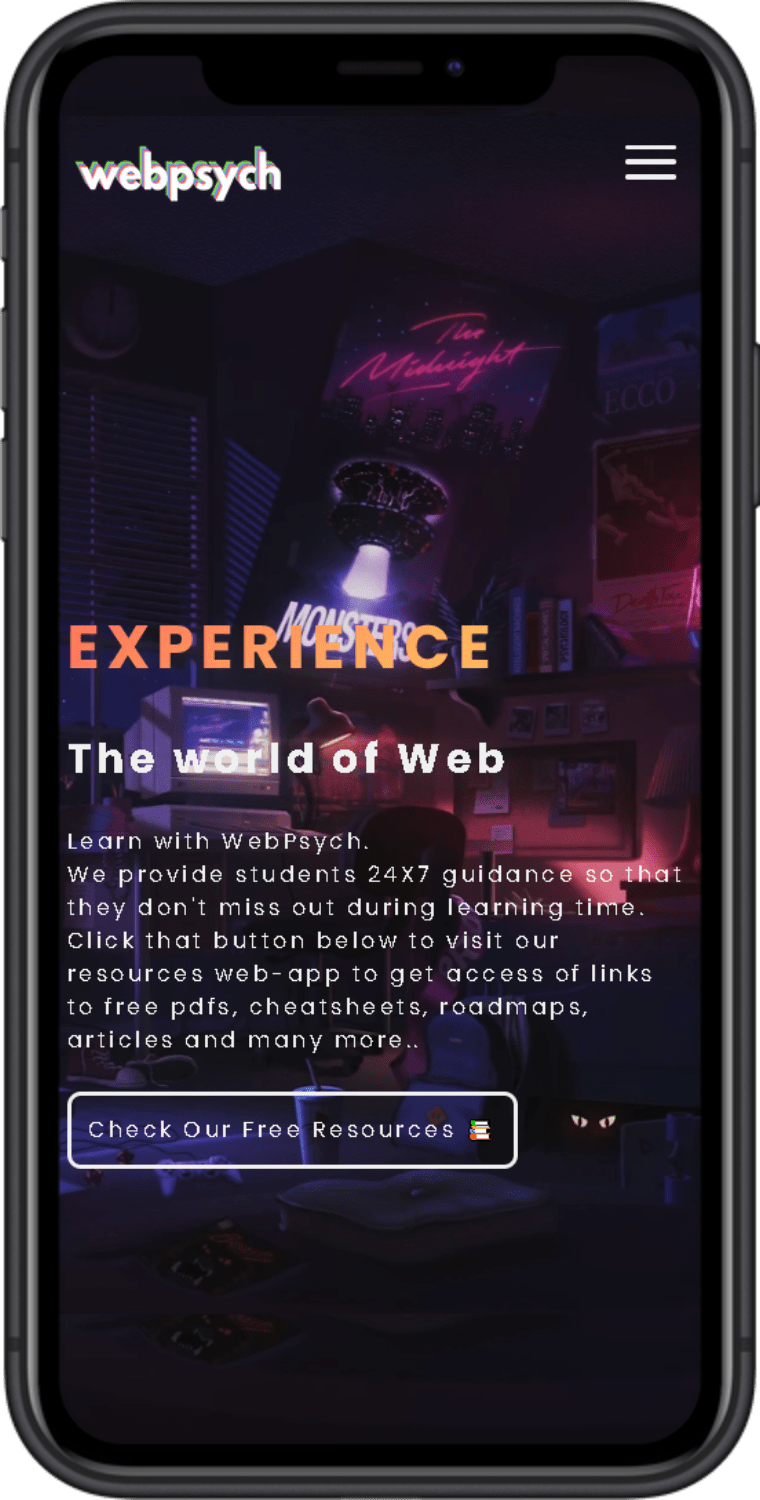 webpsych
The
Midnight
ECCO
MONSTERS
EXPERIENCE
The world of Web
Learn with WebPsych.
We provide students 24X7 guidance so that
they don't miss out during learning time.
Click that button below to visit our
resources web-app to get access of links
to free pdfs, cheatsheets, roadmaps,
articles and many more..
Check Our Free Resources 📚